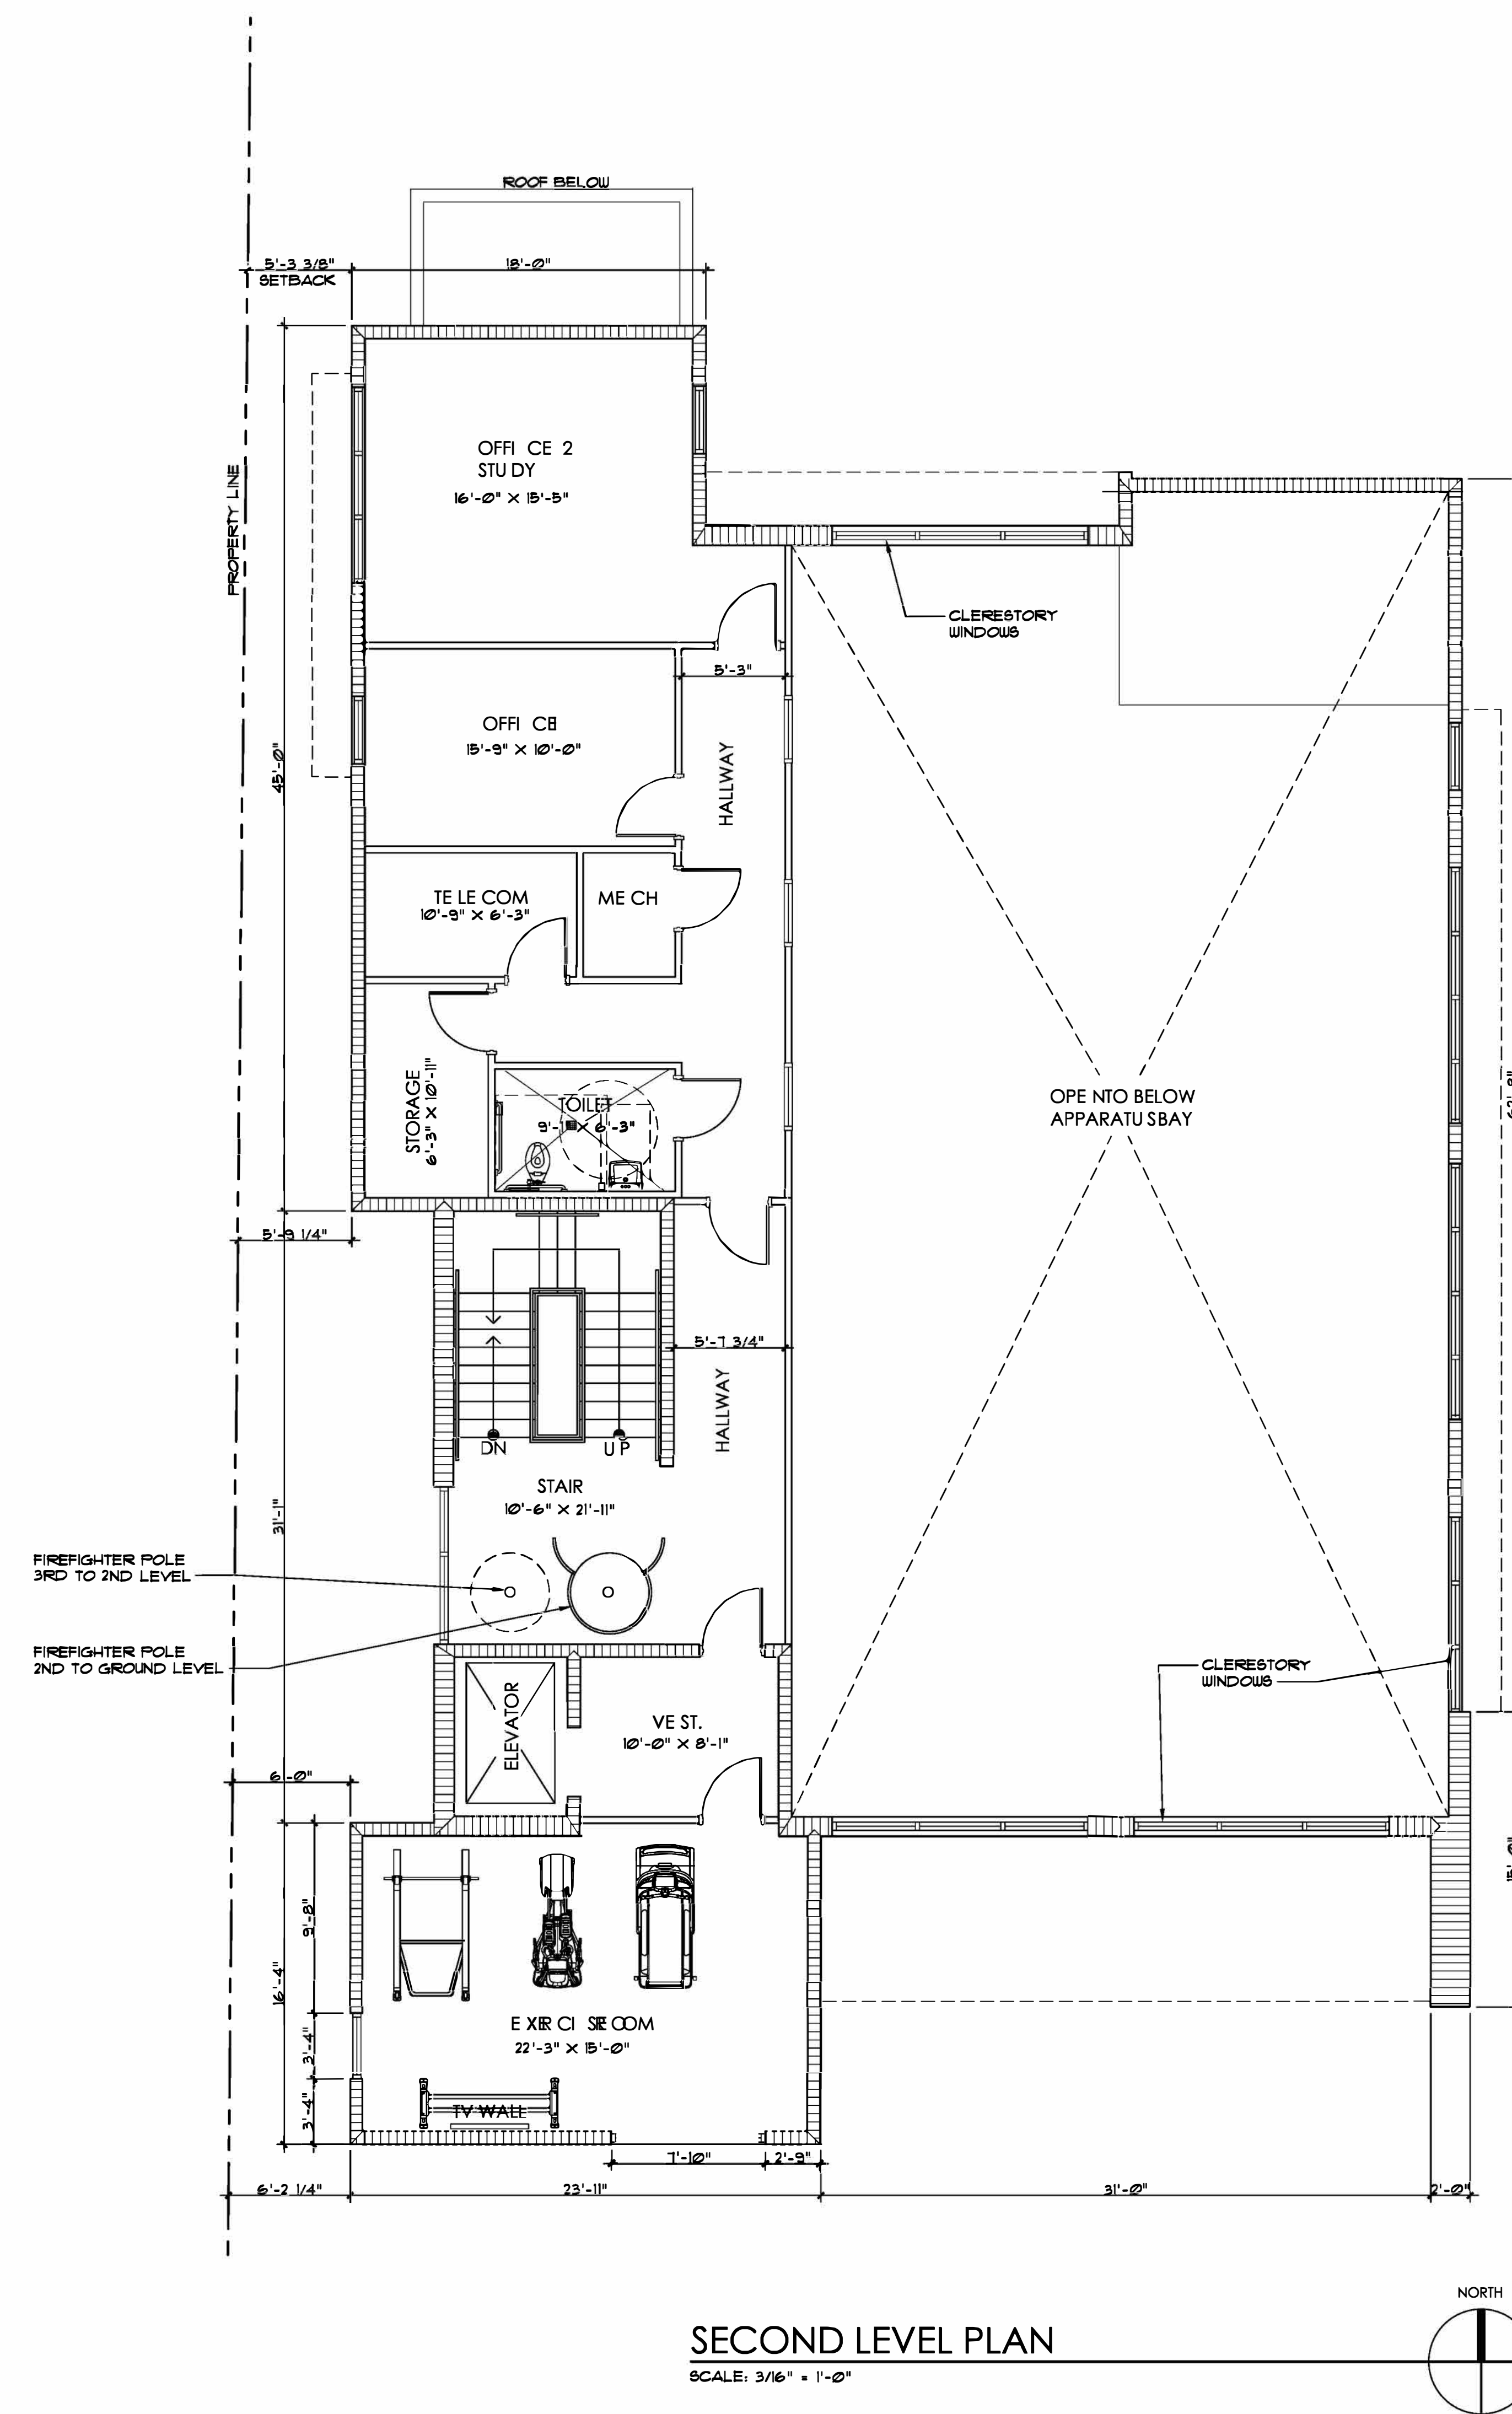 ROOF BELOW
5'-3 3/8"
SETBACK
18'-0"
PROPERTY LINE
OFFI CE 2
STU DY
16'-0" X 15'-5"
CLERESTORY
WINDOWS
5'-3"
OFFI CE
15'-9" X 10'-0"
HALLWAY
45'-0"
TE LE COM
10'-9" X 6'-3"
ME CH
STORAGE
6'-3" X 10'-11"
TOILET
OPE NTO BELOW
APPARATU SBAY
5'-9 1/4"
5'-7 3/4"
HALLWAY
DN
UP
STAIR
10'-6" X 21'-11"
31'-1"
FIREFIGHTER POLE
3RD TO 2ND LEVEL
FIREFIGHTER POLE
2ND TO GROUND LEVEL
CLERESTORY
WINDOWS
ELEVATOR
VE ST.
10'-0" X 8'-1"
6'-0"
9'-8"
16'-4"
15'-0"
3'-4"
3'-4"
22'-3" X 15'-0"
TV WALL
7'-10"
2'-9"
6'-2 1/4"
23'-11"
31'-0"
2'-0"
NORTH
SECOND LEVEL PLAN
SCALE: 3/16" = 1'-0"